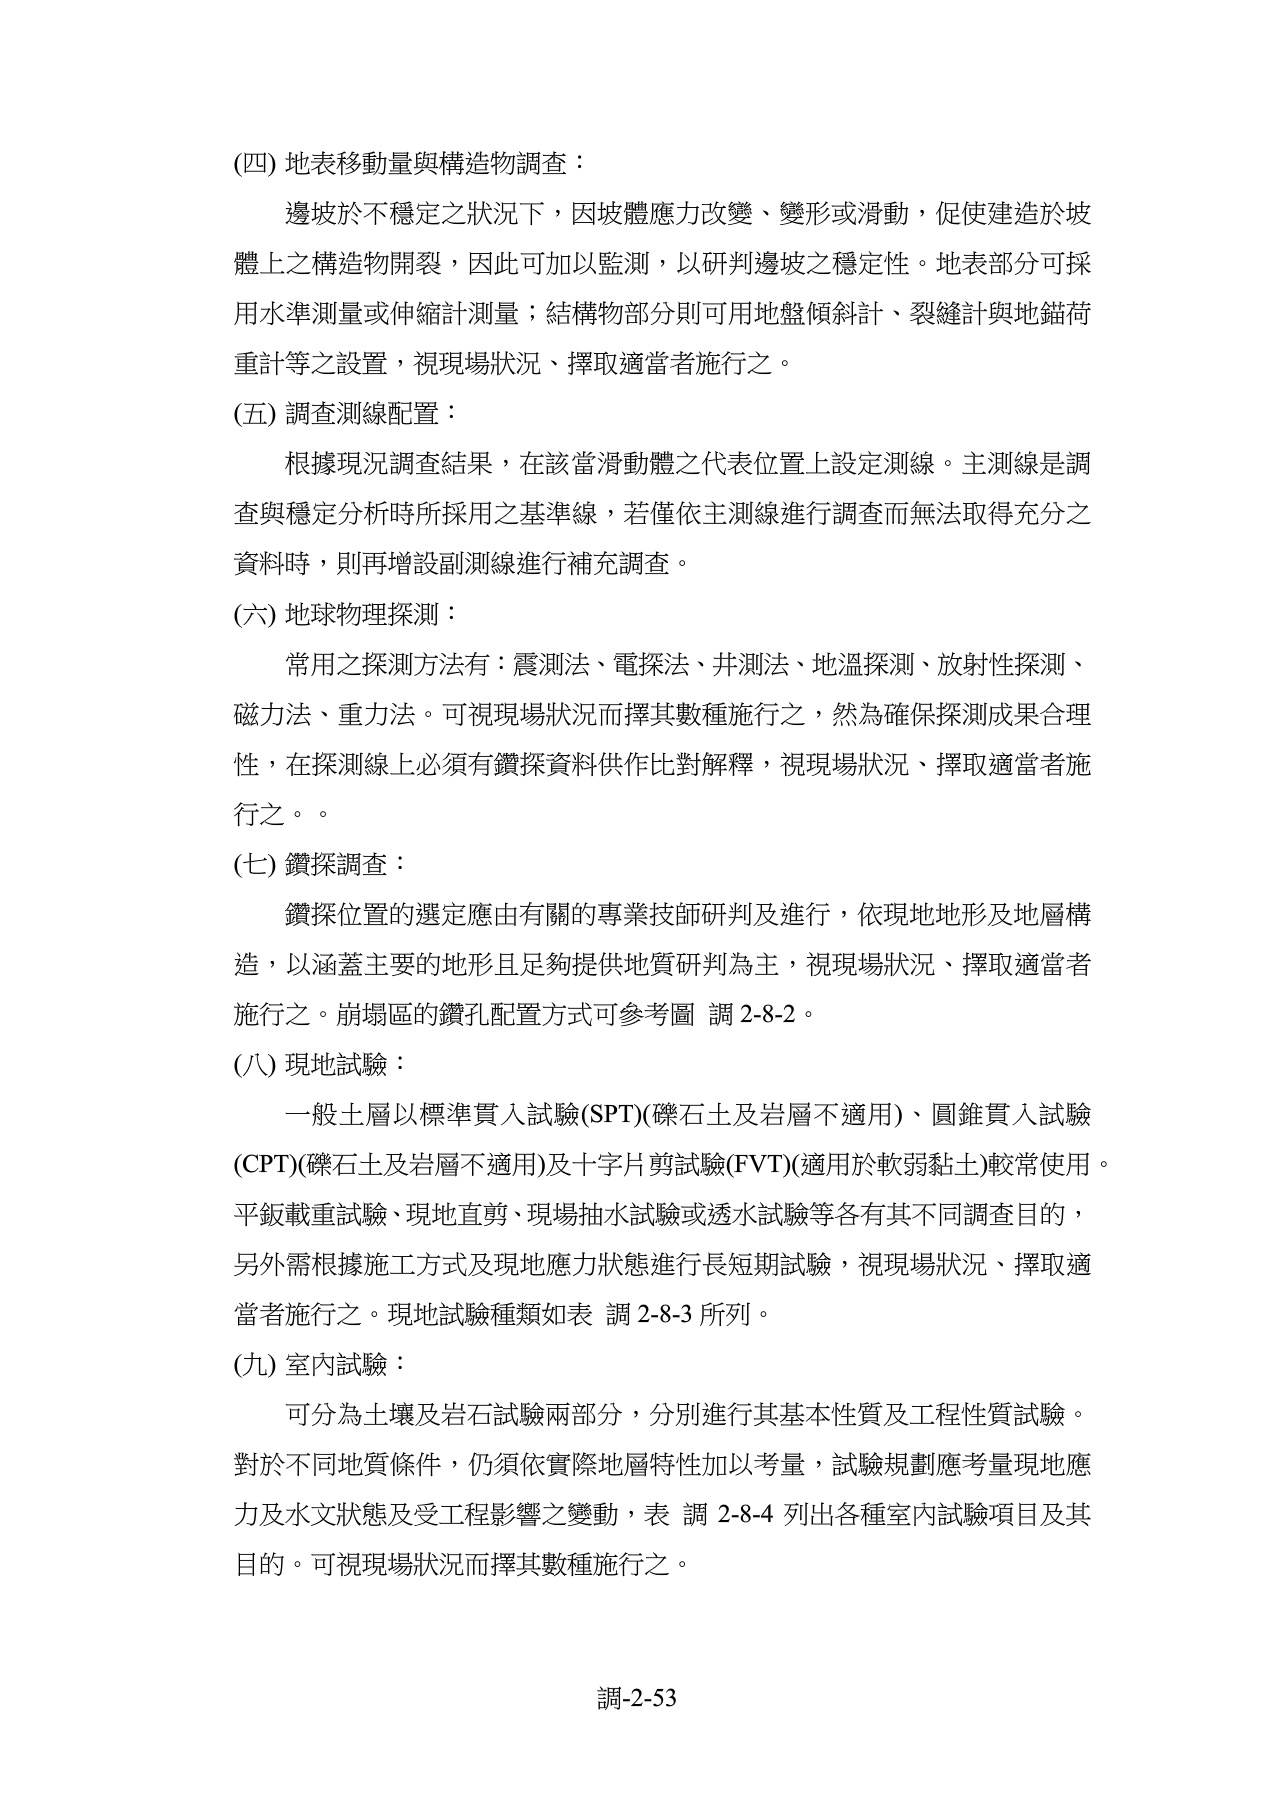 (四) 地表移動量與構造物調查：
邊坡於不穩定之狀況下，因坡體應力改變、變形或滑動，促使建造於坡
體上之構造物開裂，因此可加以監測，以研判邊坡之穩定性。地表部分可採
用水準測量或伸縮計測量；結構物部分則可用地盤傾斜計、裂縫計與地錨荷
重計等之設置，視現場狀況、擇取適當者施行之。
(五) 調查測線配置：
根據現況調查結果，在該當滑動體之代表位置上設定測線。主測線是調
查與穩定分析時所採用之基準線，若僅依主測線進行調查而無法取得充分之
資料時，則再增設副測線進行補充調查。
(六) 地球物理探測：
常用之探測方法有：震測法、電探法、井測法、地溫探測、放射性探測、
磁力法、重力法。可視現場狀況而擇其數種施行之，然為確保探測成果合理
性，在探測線上必須有鑽探資料供作比對解釋，視現場狀況、擇取適當者施
行之。。
(七) 鑽探調查：
鑽探位置的選定應由有關的專業技師研判及進行，依現地地形及地層構
造，以涵蓋主要的地形且足夠提供地質研判為主，視現場狀況、擇取適當者
施行之。崩塌區的鑽孔配置方式可參考圖 調 2-8-2。
(八) 現地試驗：
一般土層以標準貫入試驗(SPT)(礫石土及岩層不適用)、圓錐貫入試驗
(CPT)(礫石土及岩層不適用)及十字片剪試驗(FVT)(適用於軟弱黏土)較常使用。
平鈑載重試驗、現地直剪、現場抽水試驗或透水試驗等各有其不同調查目的，
另外需根據施工方式及現地應力狀態進行長短期試驗，視現場狀況、擇取適
當者施行之。現地試驗種類如表 調 2-8-3 所列。
(九) 室內試驗：
可分為土壤及岩石試驗兩部分，分別進行其基本性質及工程性質試驗。
對於不同地質條件，仍須依實際地層特性加以考量，試驗規劃應考量現地應
力及水文狀態及受工程影響之變動，表 調 2-8-4 列出各種室內試驗項目及其
目的。可視現場狀況而擇其數種施行之。
調-2-53